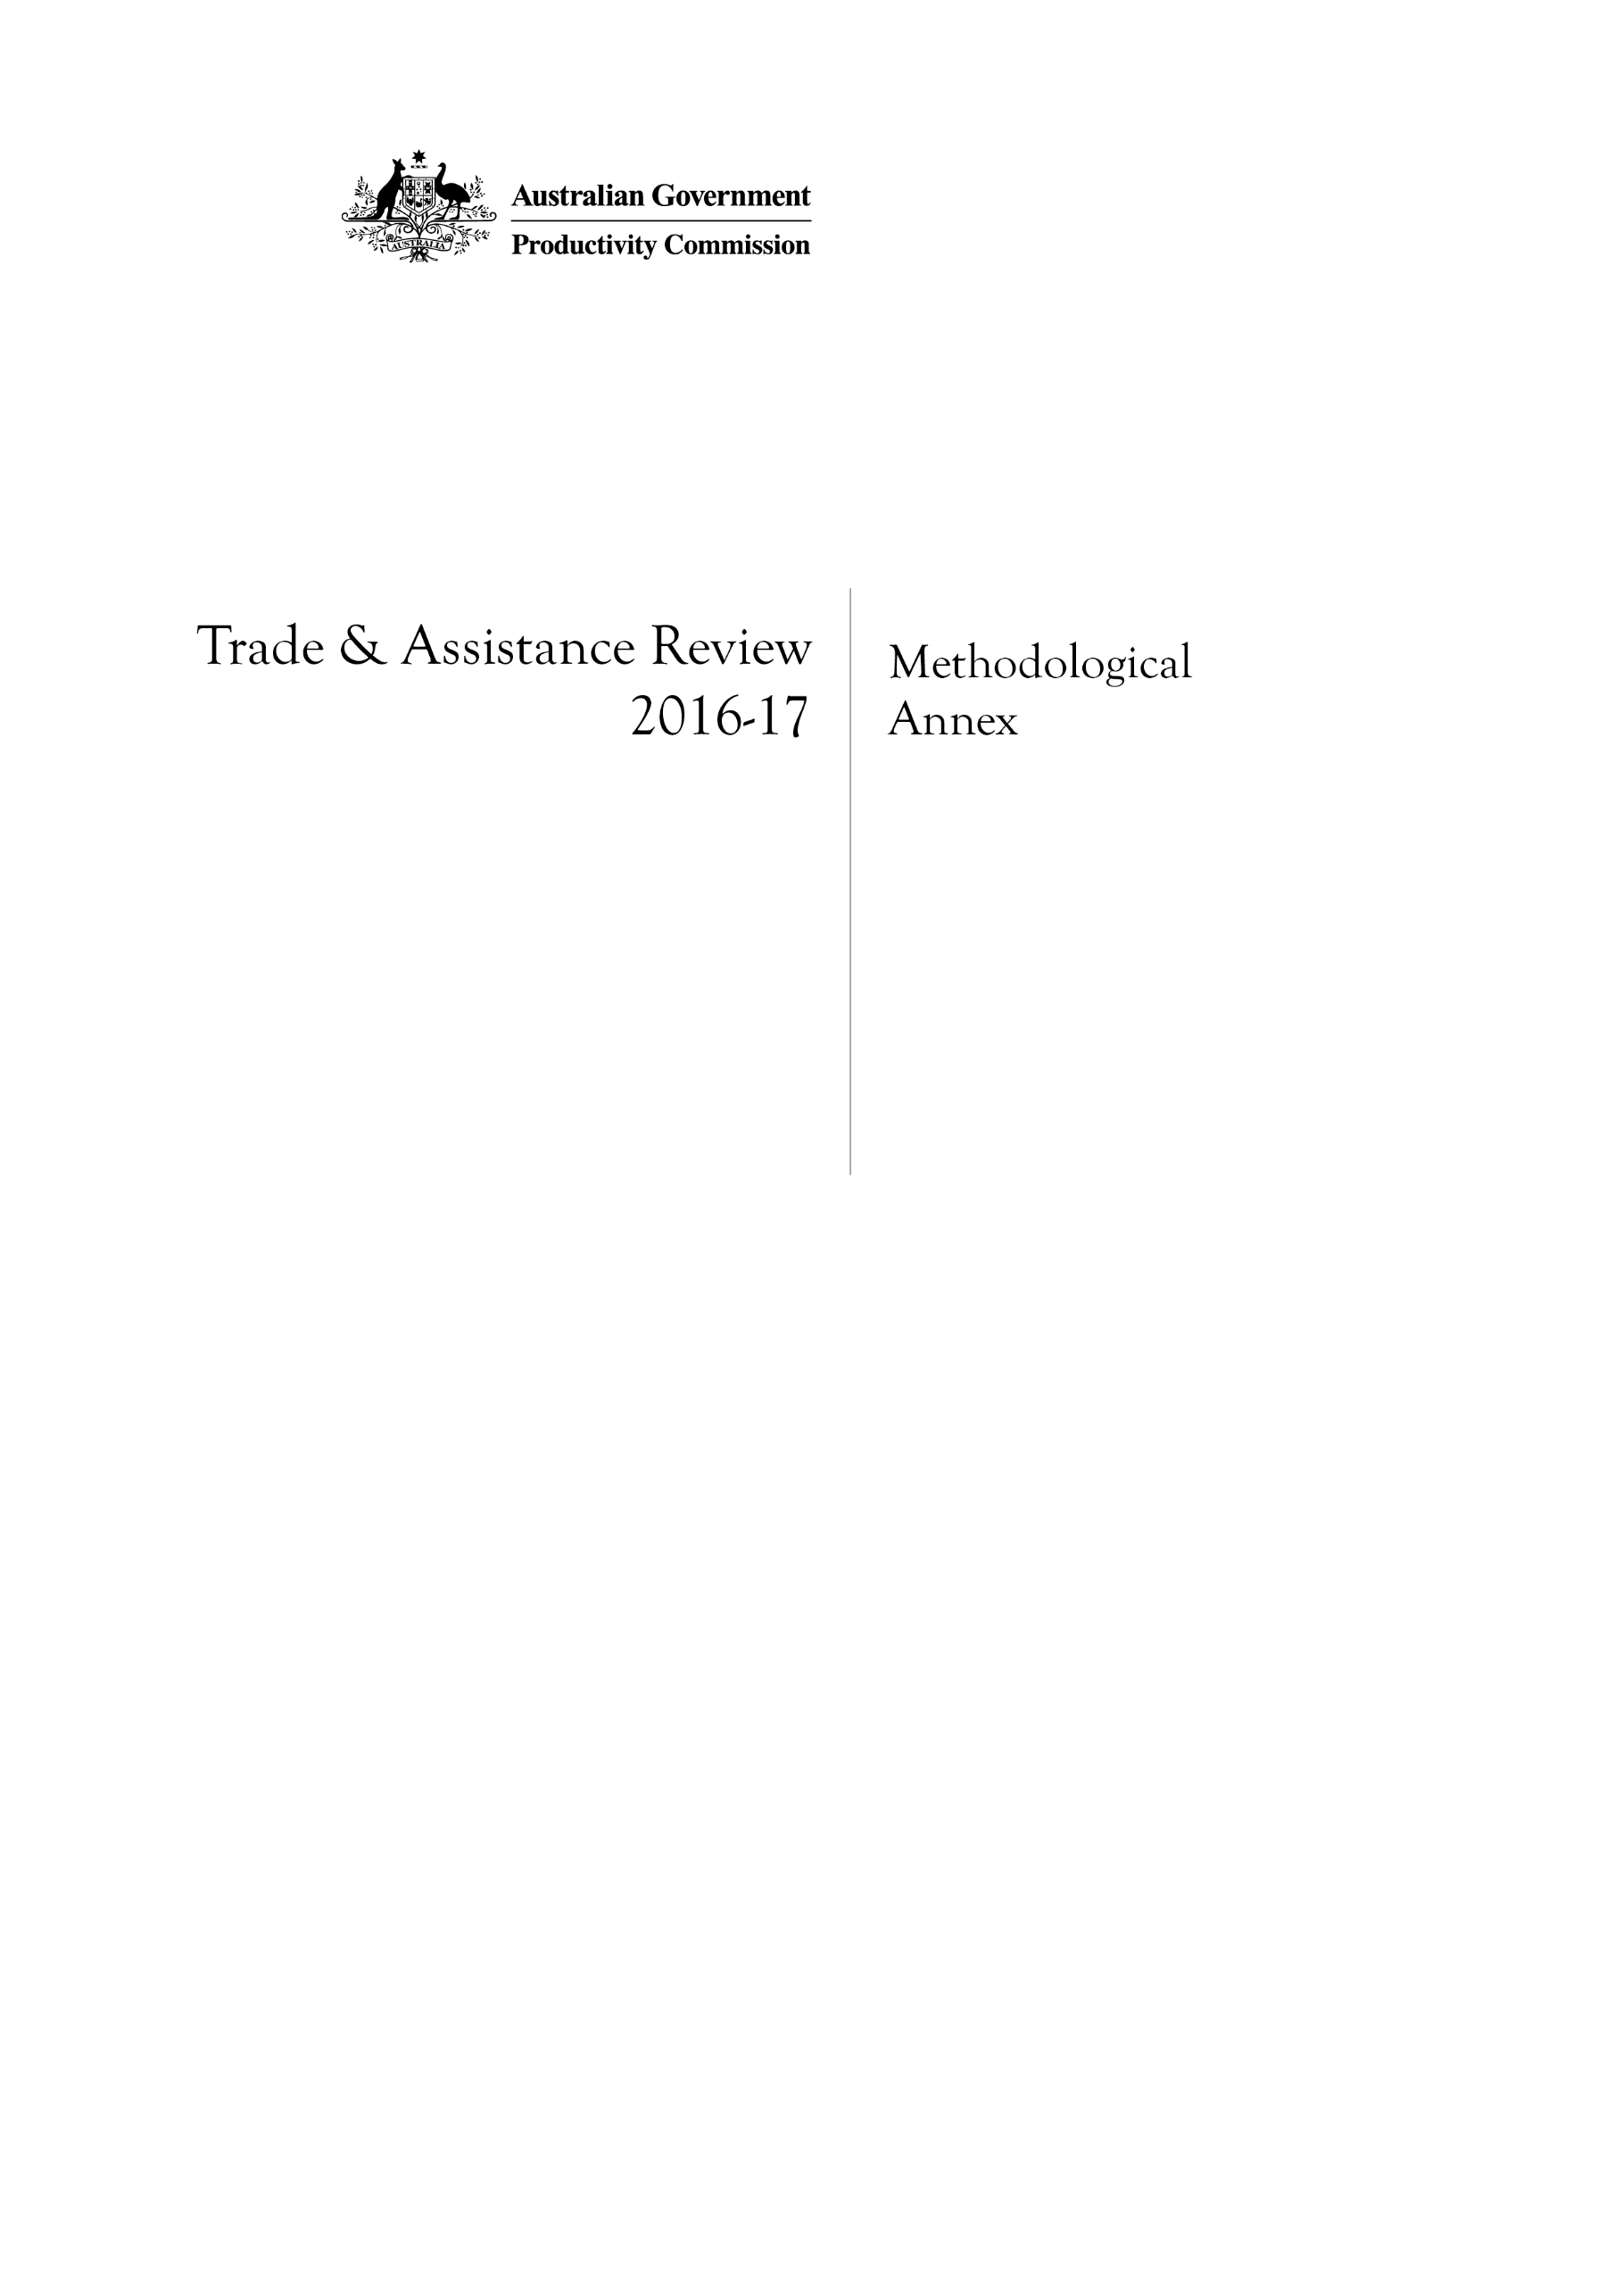 AUSTRALIA
Australian Government
Productivity Commission
Trade & Assistance Review
2016-17
Methodological
Annex